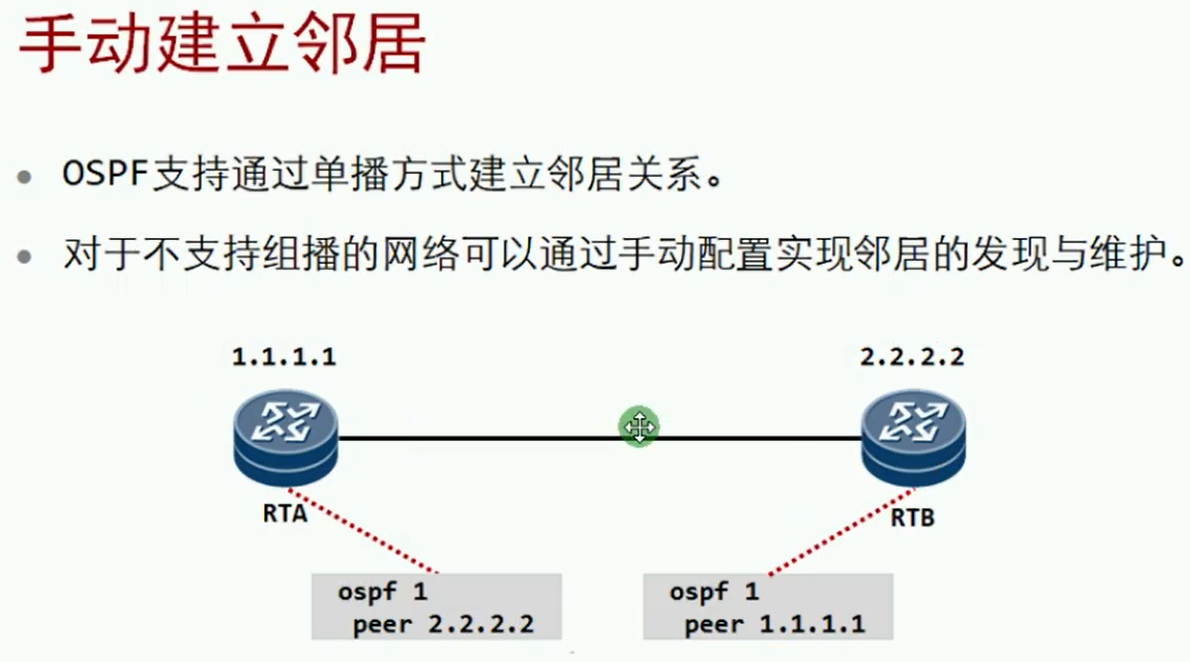 手动建立邻居
OSPF支持通过单播方式建立邻居关系。
对于不支持组播的网络可以通过手动配置实现邻居的发现与维护。
1.1.1.1
2.2.2.2
RTA
RTB
ospf 1
peer 2.2.2.2
ospf 1
peer 1.1.1.1